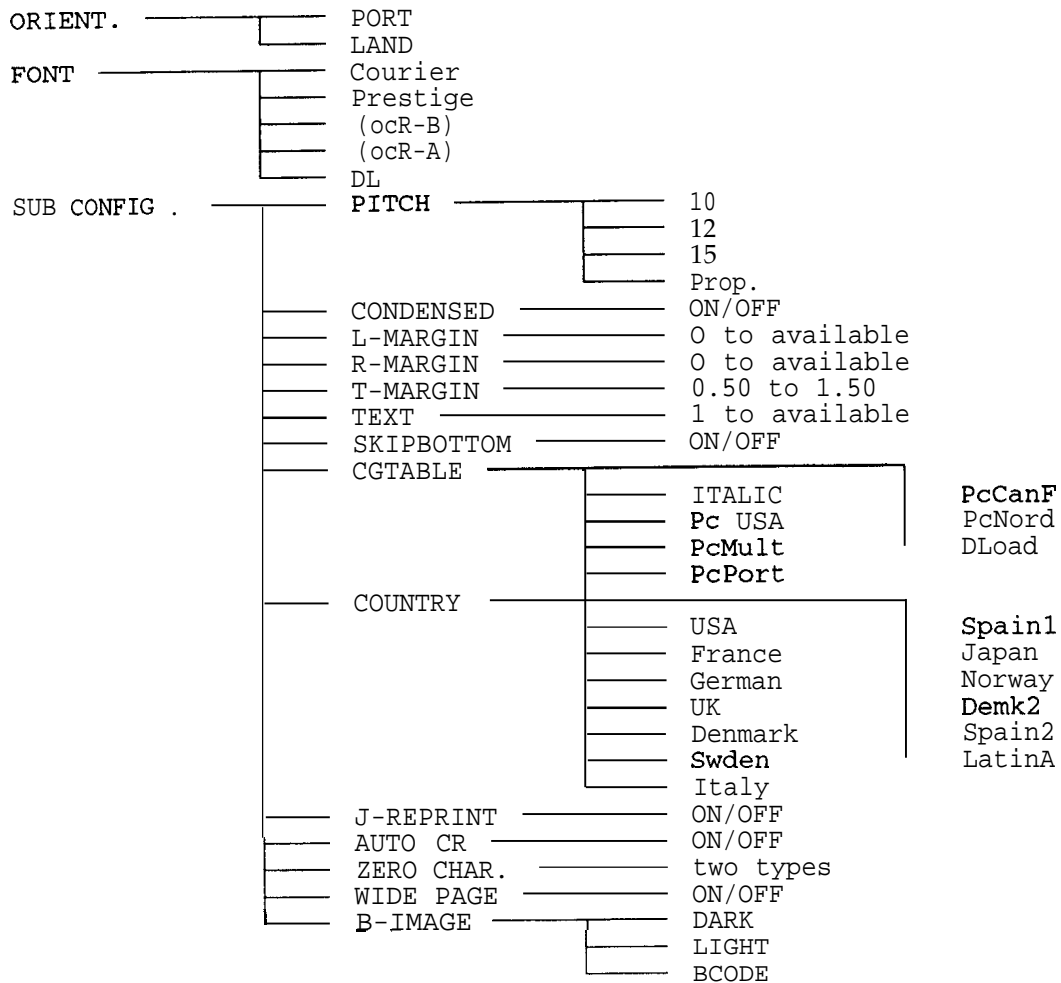 ORIENT. PORT
LAND
FONT Courier
Prestige
(ocR-B)
(ocR-A)
DL
SUB CONFIG . PITCH 10
12
15
Prop.
CONDENSED ON/OFF
L-MARGIN O to available
R-MARGIN O to available
T-MARGIN 0.50 to 1.50
TEXT 1 to available
SKIPBOTTOM ON/OFF
CGTABLE
ITALIC PcCanF
Pc USA PcNord
PcMult DLoad
PcPort
COUNTRY
USA Spain1
France Japan
German Norway
UK Demk2
Denmark Spain2
Swden LatinA
Italy
J-REPRINT ON/OFF
AUTO CR ON/OFF
ZERO CHAR. two types
WIDE PAGE ON/OFF
B-IMAGE DARK
LIGHT
BCODE